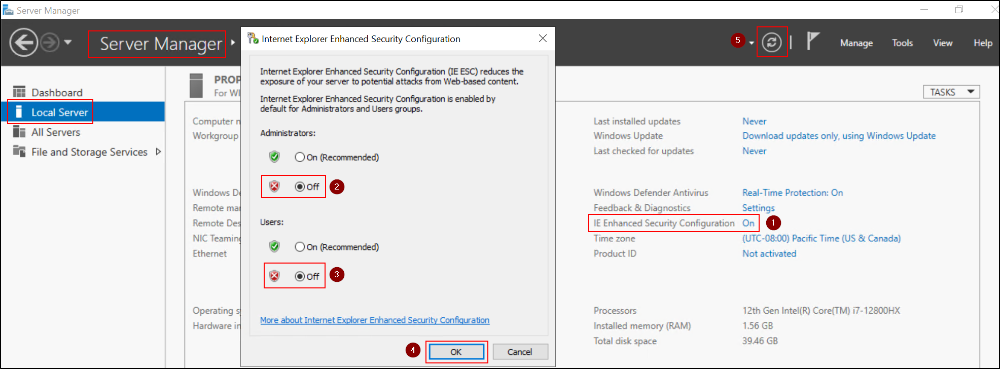 Server Manager
Server Manager
5
Manage
Tools
View
Help
Dashboard
Local Server
All Servers
File and Storage Services
PROP
For WI
TASKS
Computer n
Workgroup
Windows De
Remote mar
Remote Des
NIC Teaming
Ethernet
Operating sy
Hardware in
Internet Explorer Enhanced Security Configuration
Internet Explorer Enhanced Security Configuration (IE ESC) reduces the
exposure of your server to potential attacks from Web-based content.
Internet Explorer Enhanced Security Configuration is enabled by
default for Administrators and Users groups.
Administrators:
On (Recommended)
Off
2
Users:
On (Recommended)
Off
3
More about Internet Explorer Enhanced Security Configuration
4
OK
Cancel
Last installed updates Never
Windows Update Download updates only, using Windows Update
Last checked for updates Never
Windows Defender Antivirus Real-Time Protection: On
Feedback & Diagnostics Settings
IE Enhanced Security Configuration On 1
Time zone (UTC-08:00) Pacific Time (US & Canada)
Product ID Not activated
Processors 12th Gen Intel(R) Core(TM) i7-12800HX
Installed memory (RAM) 1.56 GB
Total disk space 39.46 GB